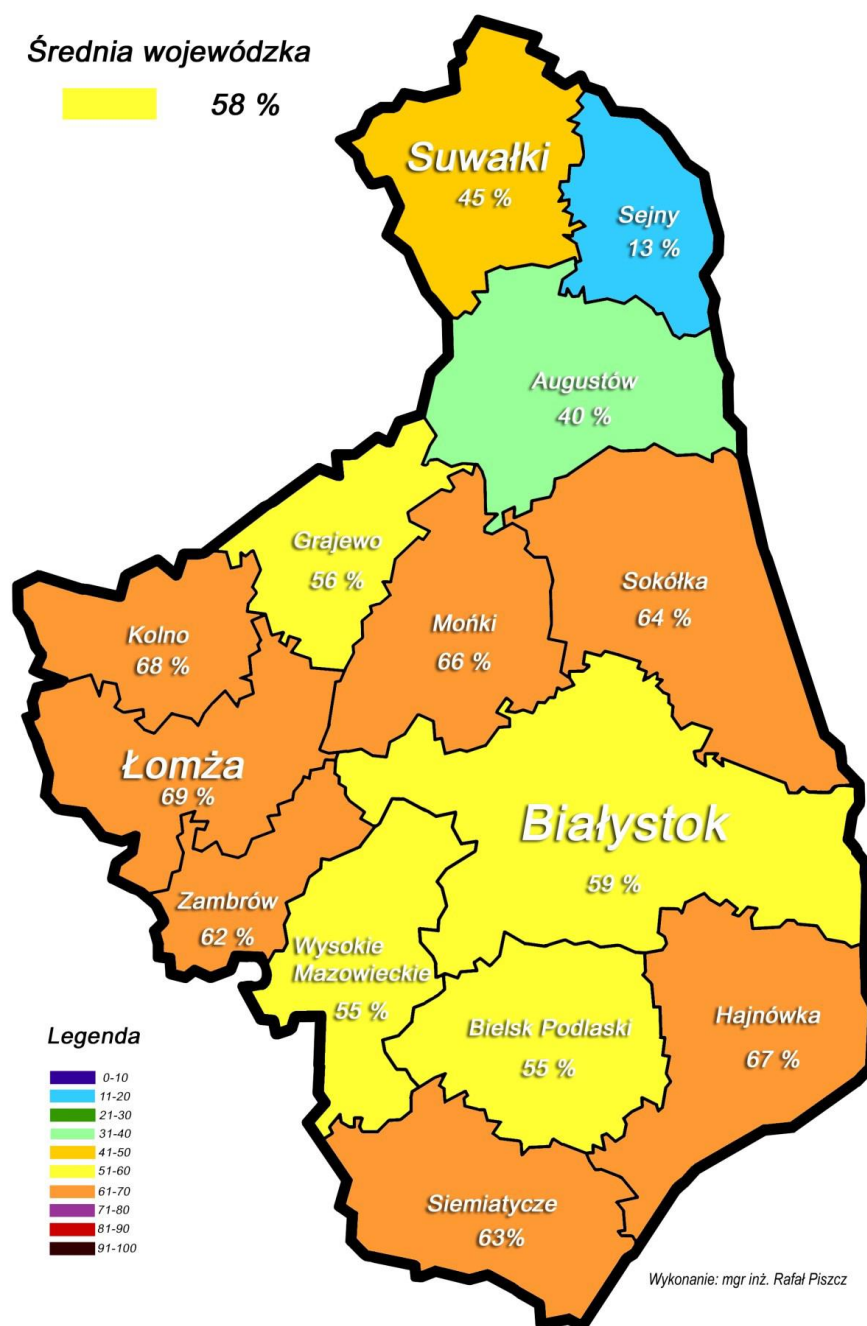 Średnia wojewódzka
58 %
Suwałki
45 %
Sejny
13 %
Augustów
40 %
Grajewo
56 %
Kolno
68 %
Mońki
66 %
Sokółka
64 %
Łomża
69 %
Białystok
59 %
Zambrów
62 %
Wysokie
Mazowieckie
55 %
Bielsk Podlaski
55 %
Hajnówka
67 %
Siemiatycze
63%
Legenda
0-10
11-20
21-30
31-40
41-50
51-60
61-70
71-80
81-90
91-100
Wykonanie: mgr inż. Rafał Piszcz